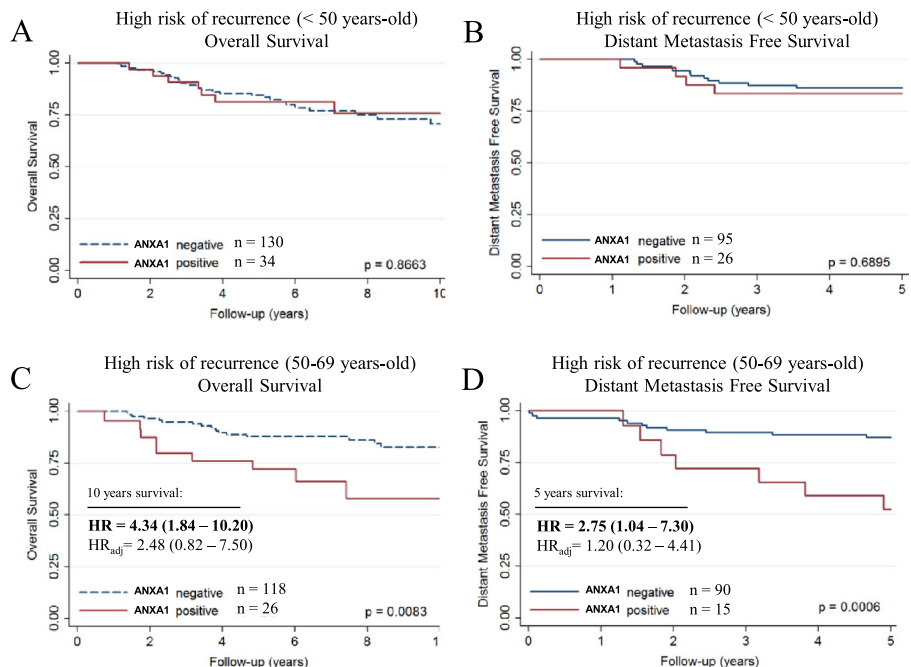 A
High risk of recurrence (< 50 years-old)
Overall Survival
Overall Survival
1.00
0.75
0.50
0.25
0.00
ANXA1 negative n = 130
ANXA1 positive n = 34
p = 0.8663
0 2 4 6 8 10
Follow-up (years)
B
High risk of recurrence (< 50 years-old)
Distant Metastasis Free Survival
Distant Metastasis Free Survival
1.00
0.75
0.50
0.25
0.00
ANXA1 negative n = 95
ANXA1 positive n = 26
p = 0.6895
0 1 2 3 4 5
Follow-up (years)
C
High risk of recurrence (50-69 years-old)
Overall Survival
Overall Survival
1.00
0.75
0.50
0.25
0.00
10 years survival:
HR = 4.34 (1.84 – 10.20)
HRadj= 2.48 (0.82 – 7.50)
ANXA1 negative n = 118
ANXA1 positive n = 26
p = 0.0083
0 2 4 6 8 1
Follow-up (years)
D
High risk of recurrence (50-69 years-old)
Distant Metastasis Free Survival
Distant Metastasis Free Survival
1.00
0.75
0.50
0.25
0.00
5 years survival:
HR = 2.75 (1.04 – 7.30)
HRadj= 1.20 (0.32 – 4.41)
ANXA1 negative n = 90
ANXA1 positive n = 15
p = 0.0006
0 1 2 3 4 5
Follow-up (years)